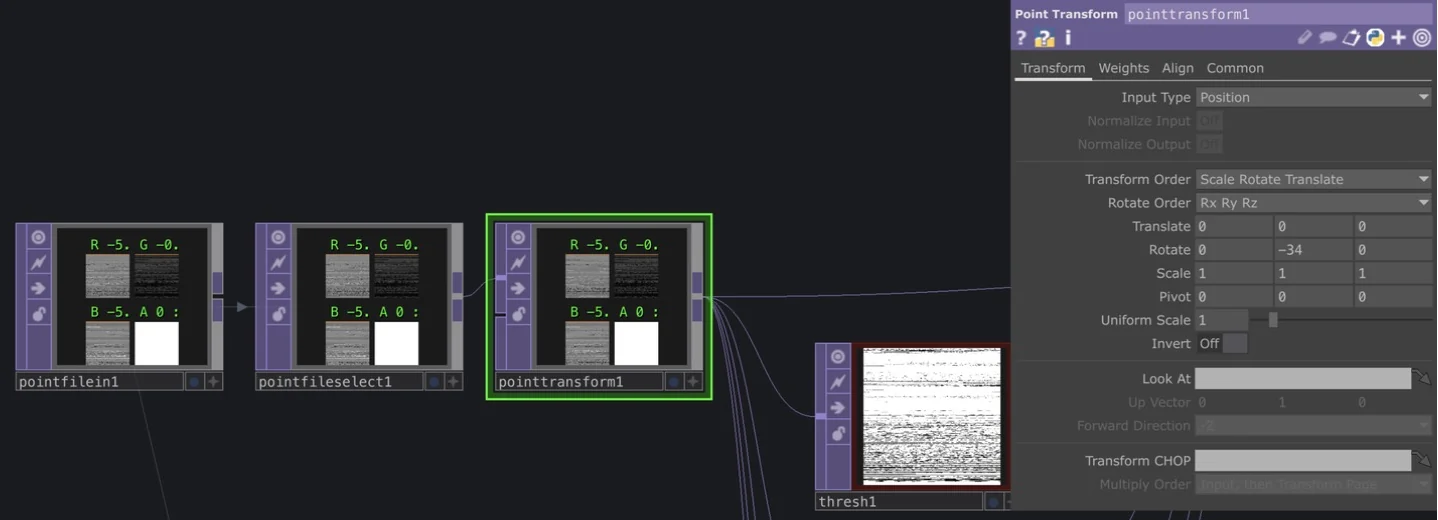 Point Transform pointtransform1
? ? i
Transform Weights Align Common
Input Type Position
Normalize Input Off
Normalize Output Off
Transform Order Scale Rotate Translate
Rotate Order Rx Ry Rz
Translate 0 0 0
Rotate 0 -34 0
Scale 1 1 1
Pivot 0 0 0
Uniform Scale 1
Invert Off
Look At
Up Vector 0 1 0
Forward Direction
Transform CHOP
Multiply Order Input, then Transform Page
R -5. G -0.
B -5. A 0 :
pointfilein1
R -5. G -0.
B -5. A 0 :
pointfileselect1
R -5. G -0.
B -5. A 0 :
pointtransform1
thresh1